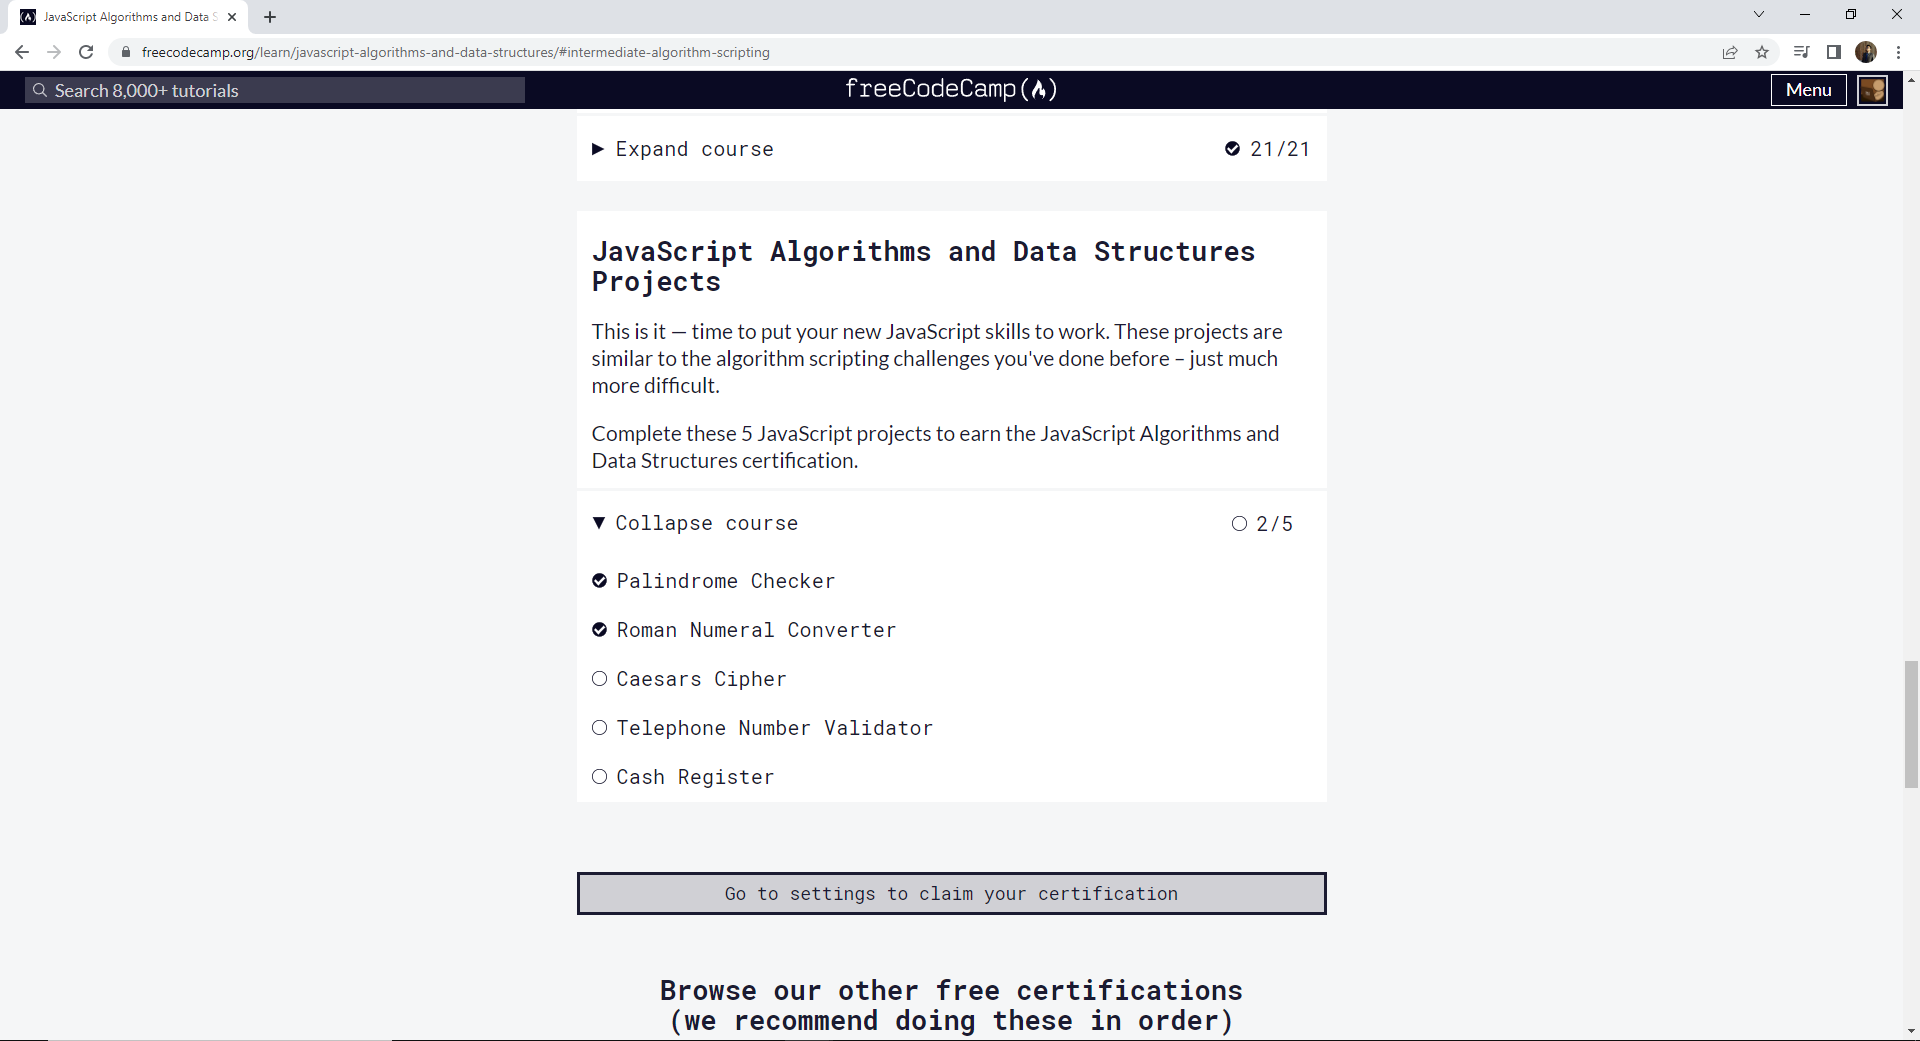 JavaScript Algorithms and Data S
freecodecamp.org/learn/javascript-algorithms-and-data-structures/#intermediate-algorithm-scripting
Search 8,000+ tutorials
freeCodeCamp
Menu
Expand course
21/21
JavaScript Algorithms and Data Structures
Projects
This is it — time to put your new JavaScript skills to work. These projects are
similar to the algorithm scripting challenges you've done before – just much
more difficult.
Complete these 5 JavaScript projects to earn the JavaScript Algorithms and
Data Structures certification.
Collapse course
2/5
Palindrome Checker
Roman Numeral Converter
Caesars Cipher
Telephone Number Validator
Cash Register
Go to settings to claim your certification
Browse our other free certifications
(we recommend doing these in order)